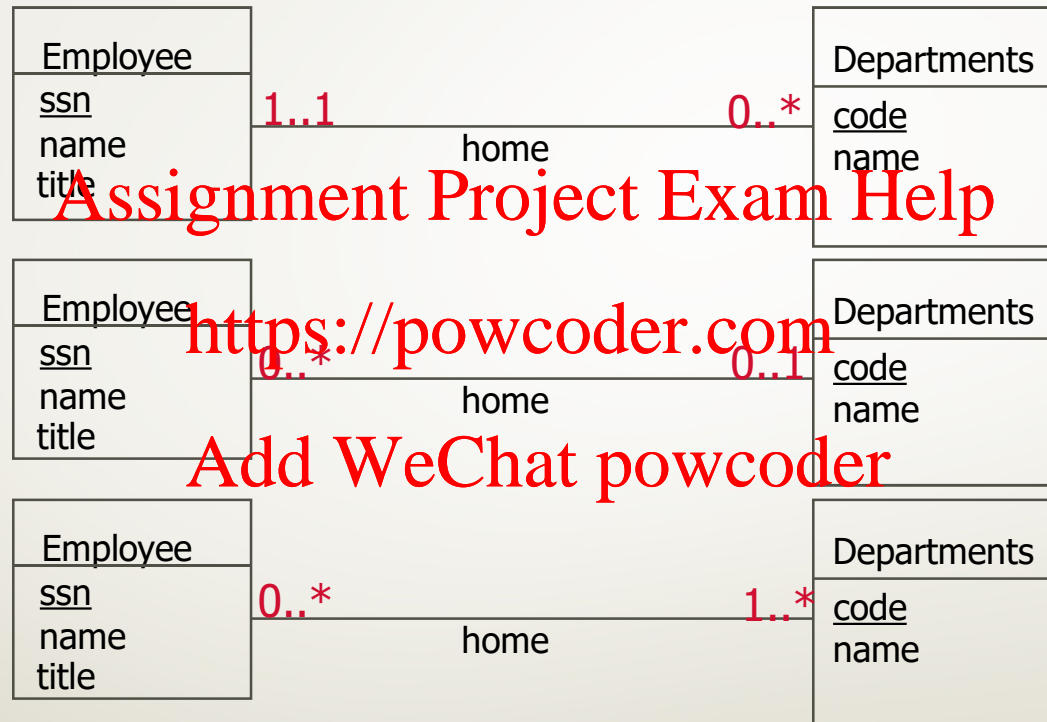 Employee
Departments
ssn
1..1
0..*
code
name
home
name
title
Assignment Project Exam Help
Employee
Departments
https://powcoder.com
ssn
0..*
0..1
code
name
home
name
title
Add WeChat powcoder
Employee
Departments
ssn
0..*
1..*
code
name
home
name
title